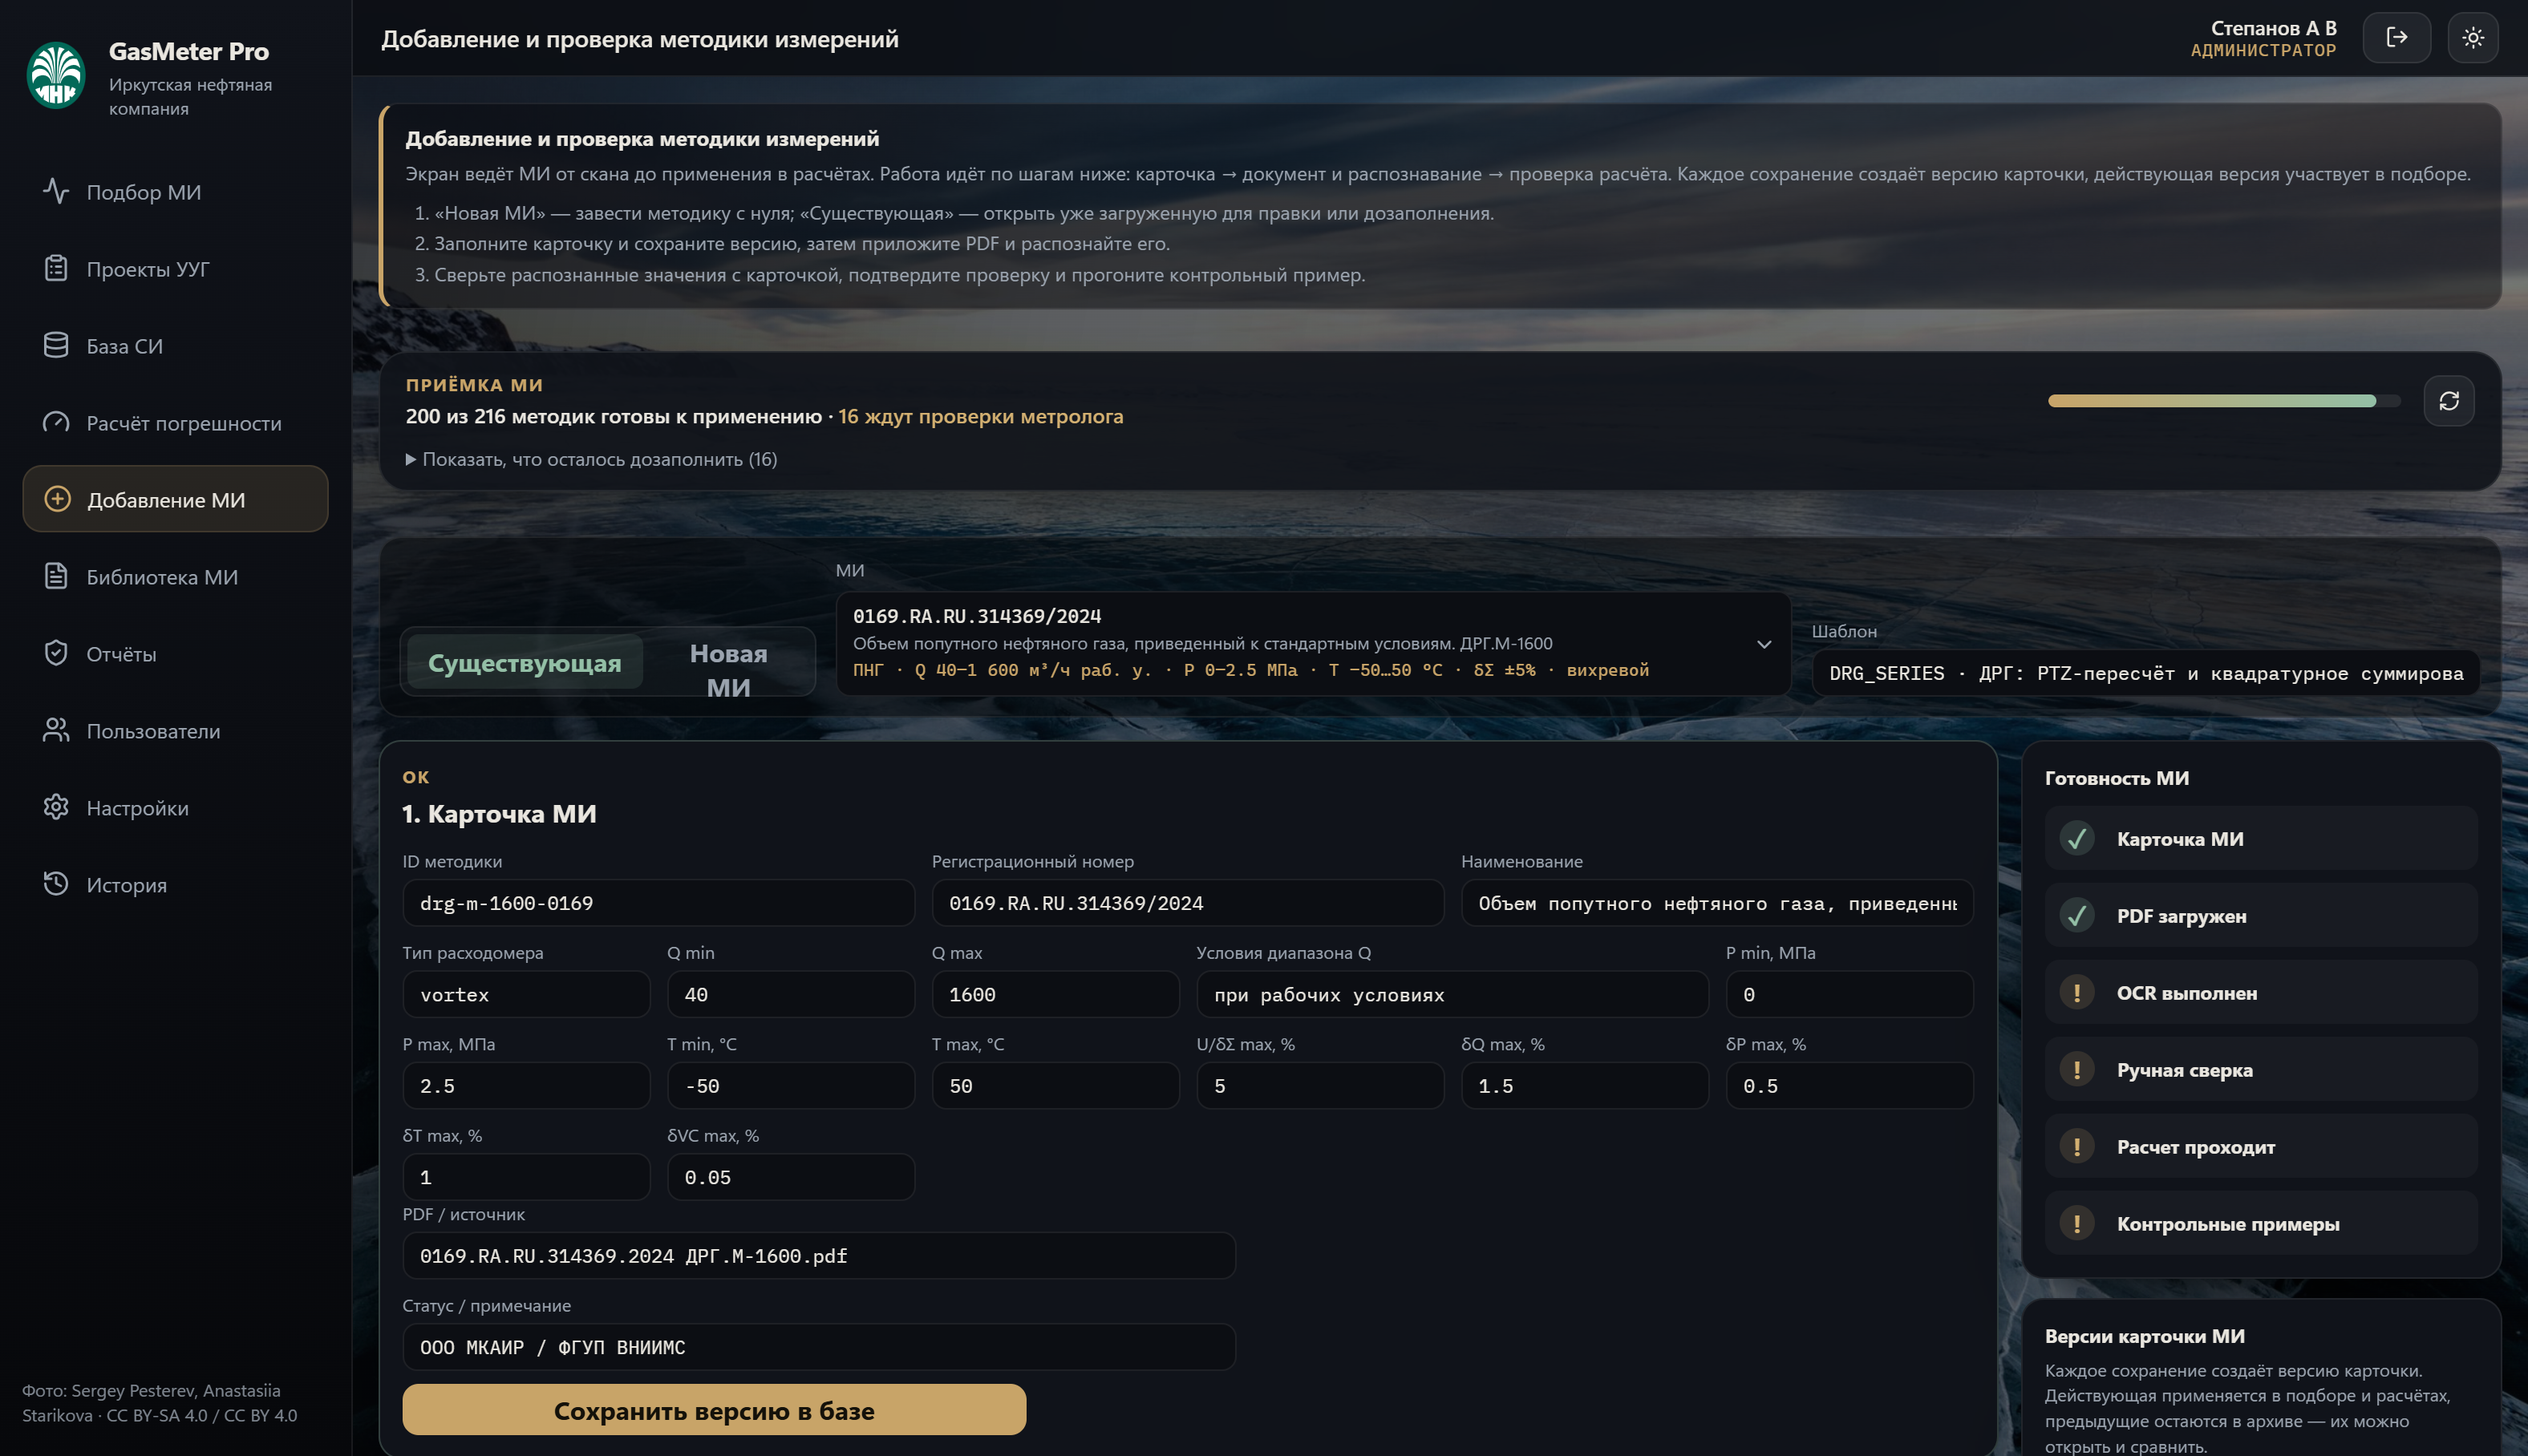 GasMeter Pro
Иркутская нефтяная
компания
ИНК
Подбор МИ
Проекты УУГ
База СИ
Расчёт погрешности
Добавление МИ
Библиотека МИ
Отчёты
Пользователи
Настройки
История
Фото: Sergey Pesterev, Anastasiia
Starikova · CC BY-SA 4.0 / CC BY 4.0
Добавление и проверка методики измерений
Степанов А В
АДМИНИСТРАТОР
Добавление и проверка методики измерений
Экран ведёт МИ от скана до применения в расчётах. Работа идёт по шагам ниже: карточка → документ и распознавание → проверка расчёта. Каждое сохранение создаёт версию карточки, действующая версия участвует в подборе.
1. «Новая МИ» — завести методику с нуля; «Существующая» — открыть уже загруженную для правки или дозаполнения.
2. Заполните карточку и сохраните версию, затем приложите PDF и распознайте его.
3. Сверьте распознанные значения с карточкой, подтвердите проверку и прогоните контрольный пример.
ПРИЁМКА МИ
200 из 216 методик готовы к применению · 16 ждут проверки метролога
▶ Показать, что осталось дозаполнить (16)
Существующая
Новая
МИ
МИ
0169.RA.RU.314369/2024
Объем попутного нефтяного газа, приведенный к стандартным условиям. ДРГ.М-1600
ПНГ · Q 40–1 600 м³/ч раб. у. · P 0–2.5 МПа · T −50…50 °C · δΣ ±5% · вихревой
Шаблон
DRG_SERIES · ДРГ: PTZ-пересчёт и квадратурное суммирова
ОК
1. Карточка МИ
ID методики
Регистрационный номер
Наименование
drg-m-1600-0169
0169.RA.RU.314369/2024
Объем попутного нефтяного газа, приведеннь
Тип расходомера
Q min
Q max
Условия диапазона Q
P min, МПа
vortex
40
1600
при рабочих условиях
0
P max, МПа
T min, °C
T max, °C
U/δΣ max, %
δQ max, %
δP max, %
2.5
-50
50
5
1.5
0.5
δT max, %
δVC max, %
1
0.05
PDF / источник
0169.RA.RU.314369.2024 ДРГ.М-1600.pdf
Статус / примечание
ООО МКАИР / ФГУП ВНИИМС
Сохранить версию в базе
Готовность МИ
Карточка МИ
PDF загружен
! OCR выполнен
! Ручная сверка
! Расчет проходит
! Контрольные примеры
Версии карточки МИ
Каждое сохранение создаёт версию карточки.
Действующая применяется в подборе и расчётах,
предыдущие остаются в архиве — их можно
открыть и сравнить.